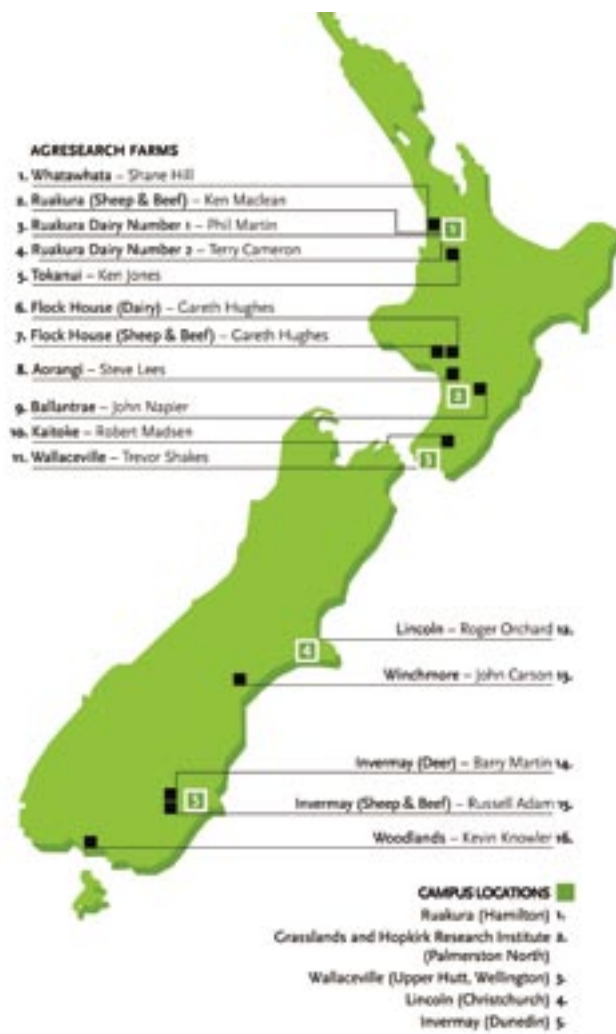 AGRESEARCH FARMS
1. Whatawhata – Shane Hill
2. Ruakura (Sheep & Beef) – Ken Maclean
3. Ruakura Dairy Number 1 – Phil Martin
4. Ruakura Dairy Number 2 – Terry Cameron
5. Tokanui – Ken Jones
6. Flock House (Dairy) – Gareth Hughes
7. Flock House (Sheep & Beef) – Gareth Hughes
8. Aorangi – Steve Lees
9. Ballantrae – John Napier
10. Kaitoke – Robert Madsen
11. Wallaceville – Trevor Shakes
1
2
3
Lincoln – Roger Orchard 12.
4
Winchmore – John Carson 13.
Invermay (Deer) – Barry Martin 14.
5
Invermay (Sheep & Beef) – Russell Adam 15.
Woodlands – Kevin Knowler 16.
CAMPUS LOCATIONS
Ruakura (Hamilton) 1.
Grasslands and Hopkirk Research Institute 2.
(Palmerston North)
Wallaceville (Upper Hutt, Wellington) 3.
Lincoln (Christchurch) 4.
Invermay (Dunedin) 5.